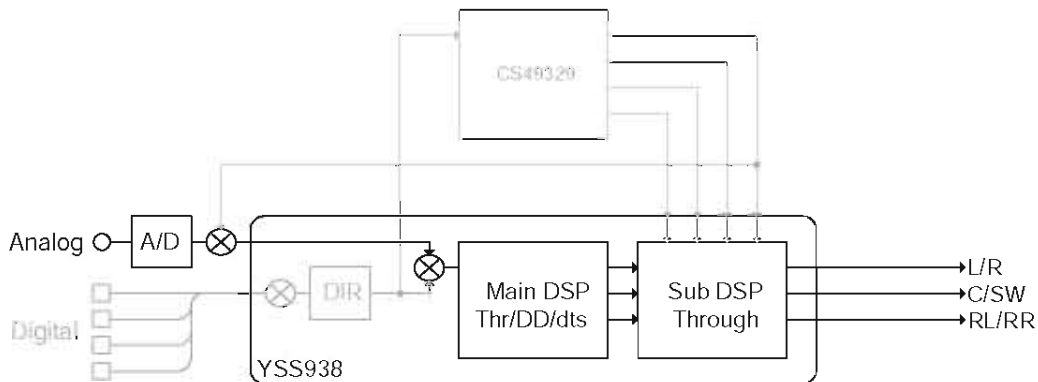 CS49329
Analog
A/D
DIR
Main DSP
Thr/DD/dts
Sub DSP
Through
L/R
C/SW
RL/RR
Digital
YSS938